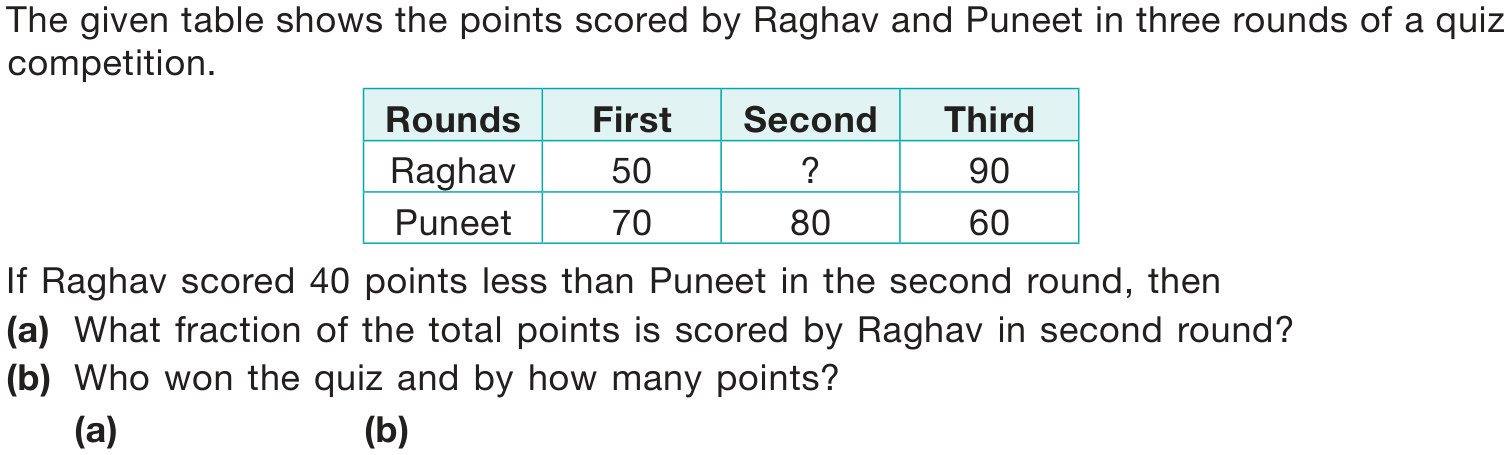 The given table shows the points scored by Raghav and Puneet in three rounds of a quiz
competition.
Rounds First Second Third
Raghav 50 ? 90
Puneet 70 80 60
If Raghav scored 40 points less than Puneet in the second round, then
(a) What fraction of the total points is scored by Raghav in second round?
(b) Who won the quiz and by how many points?
(a) (b)